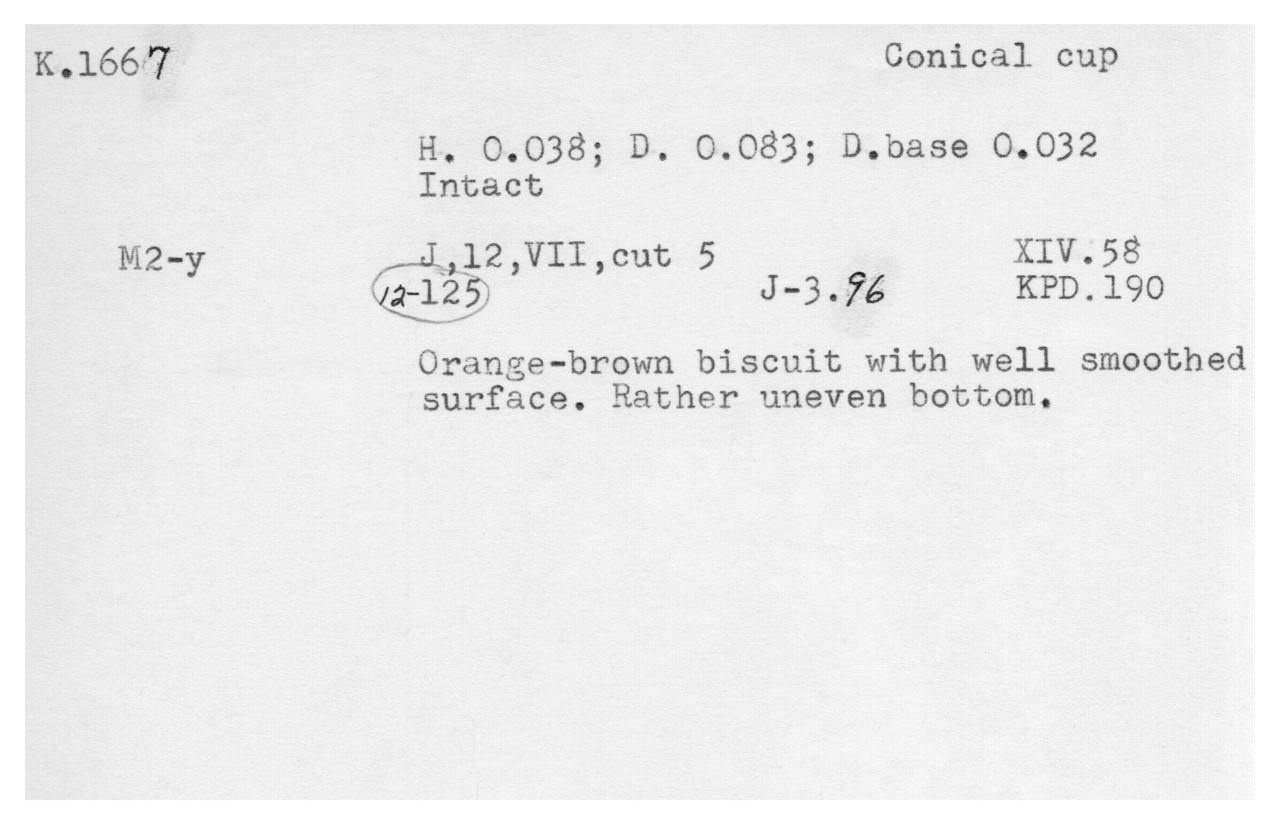 K.1667 Conical cup
H. 0.038; D. 0.083; D.base 0.032
Intact
M2-y J,12,VII,cut 5 XIV.58
12-125 J-3.96 KPD.190
Orange-brown biscuit with well smoothed
surface. Rather uneven bottom.